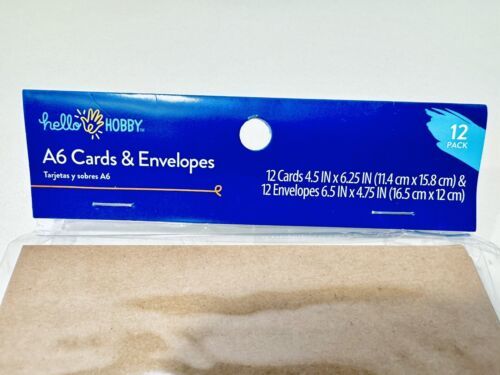 hello HOBBY™
12
PACK
A6 Cards & Envelopes
Tarjetas y sobres A6
12 Cards 4.5 IN x 6.25 IN (11.4 cm x 15.8 cm) &
12 Envelopes 6.5 IN x 4.75 IN (16.5 cm x 12 cm)